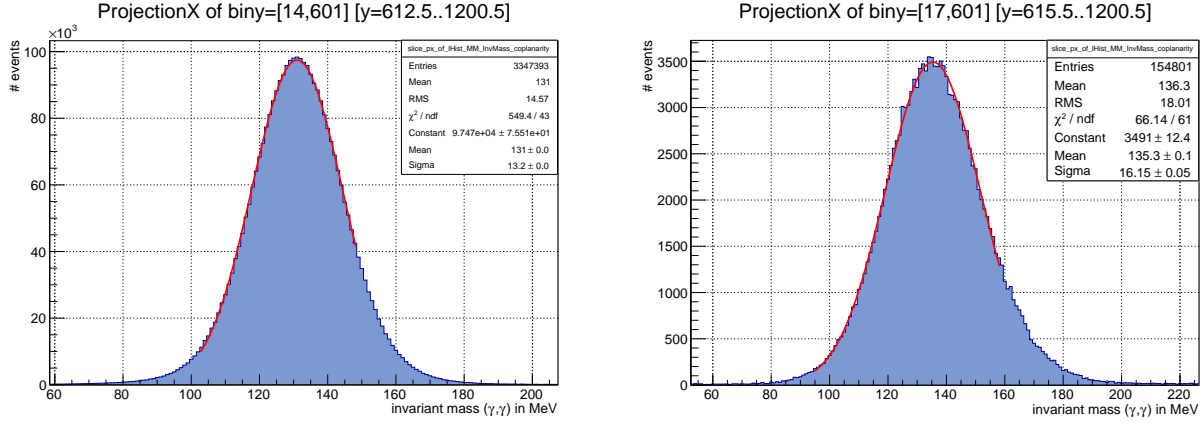 ProjectionX of biny=[14,601] [y=612.5..1200.5]
×10³
# events
100
80
60
40
20
0
60 80 100 120 140 160 180 200
invariant mass (γ,γ) in MeV
slice_px_of_lHist_MM_InvMass_coplanarity
Entries 3347393
Mean 131
RMS 14.57
χ² / ndf 549.4 / 43
Constant 9.747e+04 ± 7.551e+01
Mean 131 ± 0.0
Sigma 13.2 ± 0.0
ProjectionX of biny=[17,601] [y=615.5..1200.5]
# events
3500
3000
2500
2000
1500
1000
500
0
60 80 100 120 140 160 180 200 220
invariant mass (γ,γ) in MeV
slice_px_of_lHist_MM_InvMass_coplanarity
Entries 154801
Mean 136.3
RMS 18.01
χ² / ndf 66.14 / 61
Constant 3491 ± 12.4
Mean 135.3 ± 0.1
Sigma 16.15 ± 0.05